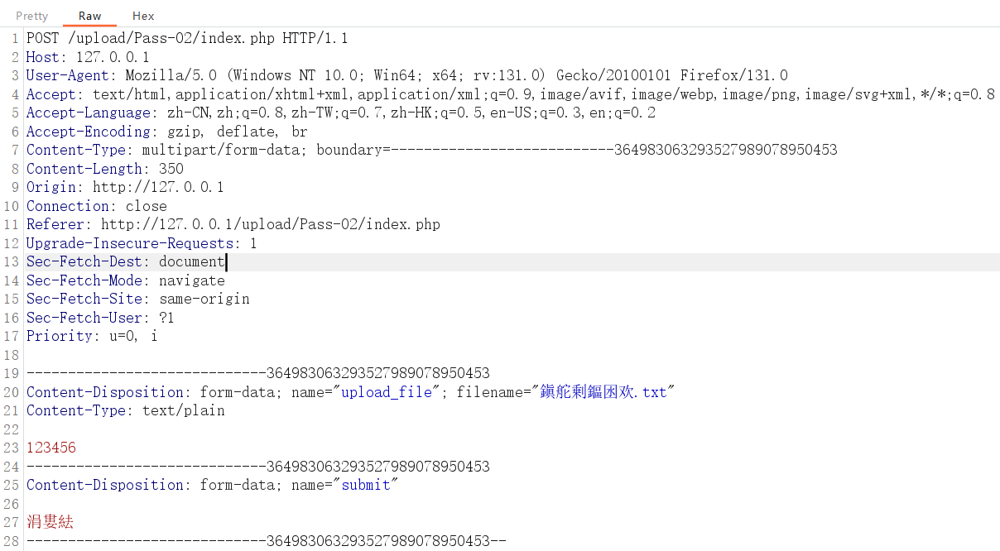 Pretty Raw Hex
1 POST /upload/Pass-02/index.php HTTP/1.1
2 Host: 127.0.0.1
3 User-Agent: Mozilla/5.0 (Windows NT 10.0; Win64; x64; rv:131.0) Gecko/20100101 Firefox/131.0
4 Accept: text/html,application/xhtml+xml,application/xml;q=0.9,image/avif,image/webp,image/png,image/svg+xml,*/*;q=0.8
5 Accept-Language: zh-CN,zh;q=0.8,zh-TW;q=0.7,zh-HK;q=0.5,en-US;q=0.3,en;q=0.2
6 Accept-Encoding: gzip, deflate, br
7 Content-Type: multipart/form-data; boundary=---------------------------364983063293527989078950453
8 Content-Length: 350
9 Origin: http://127.0.0.1
10 Connection: close
11 Referer: http://127.0.0.1/upload/Pass-02/index.php
12 Upgrade-Insecure-Requests: 1
13 Sec-Fetch-Dest: document
14 Sec-Fetch-Mode: navigate
15 Sec-Fetch-Site: same-origin
16 Sec-Fetch-User: ?1
17 Priority: u=0, i
18
19 -----------------------------364983063293527989078950453
20 Content-Disposition: form-data; name="upload_file"; filename="鎭舵剰鏂囦欢.txt"
21 Content-Type: text/plain
22
23 123456
24 -----------------------------364983063293527989078950453
25 Content-Disposition: form-data; name="submit"
26
27 涓婁紶
28 -----------------------------364983063293527989078950453--